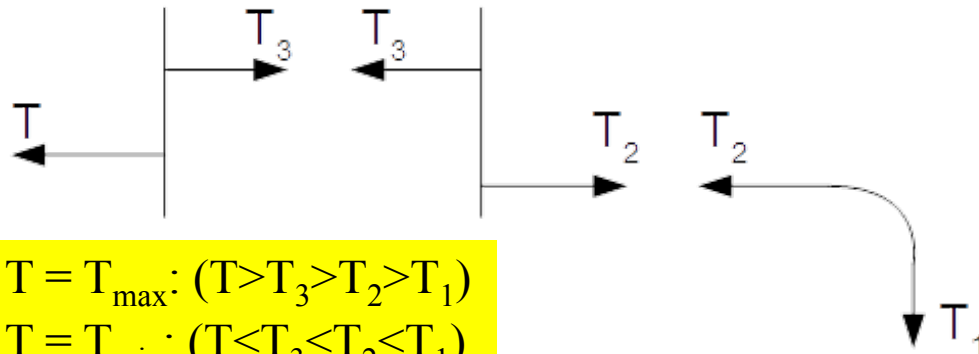 T₃ T₃
T
T₂ T₂
T = Tₘₐₓ: (T>T₃>T₂>T₁)
(T<T₃<T₂<T₁)
T